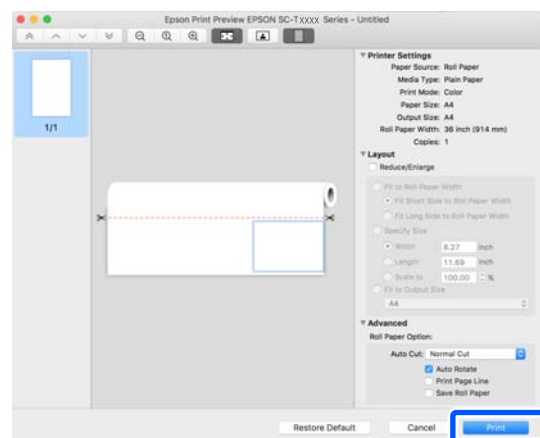 Epson Print Preview EPSON SC-TXXXX Series - Untitled
1/1
Printer Settings
Paper Source: Roll Paper
Media Type: Plain Paper
Print Mode: Color
Paper Size: A4
Output Size: A4
Roll Paper Width: 36 inch (914 mm)
Copies: 1
Layout
Reduce/Enlarge
Fit to Roll Paper Width
Fit Short Side to Roll Paper Width
Fit Long Side to Roll Paper Width
Specify Size
Width 8.27 inch
Length 11.69 inch
Scale to 100.00 %
Fit to Output Size
A4
Advanced
Roll Paper Option:
Auto Cut: Normal Cut
Auto Rotate
Print Page Line
Save Roll Paper
Restore Default Cancel Print